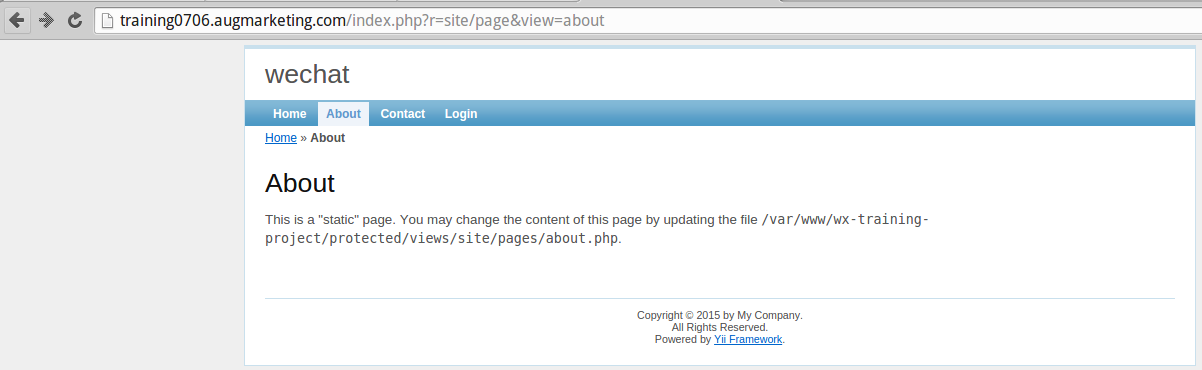 training0706.augmarketing.com/index.php?r=site/page&view=about
wechat
Home About Contact Login
Home » About
About
This is a "static" page. You may change the content of this page by updating the file /var/www/wx-training-
project/protected/views/site/pages/about.php.
Copyright © 2015 by My Company.
All Rights Reserved.
Powered by Yii Framework.